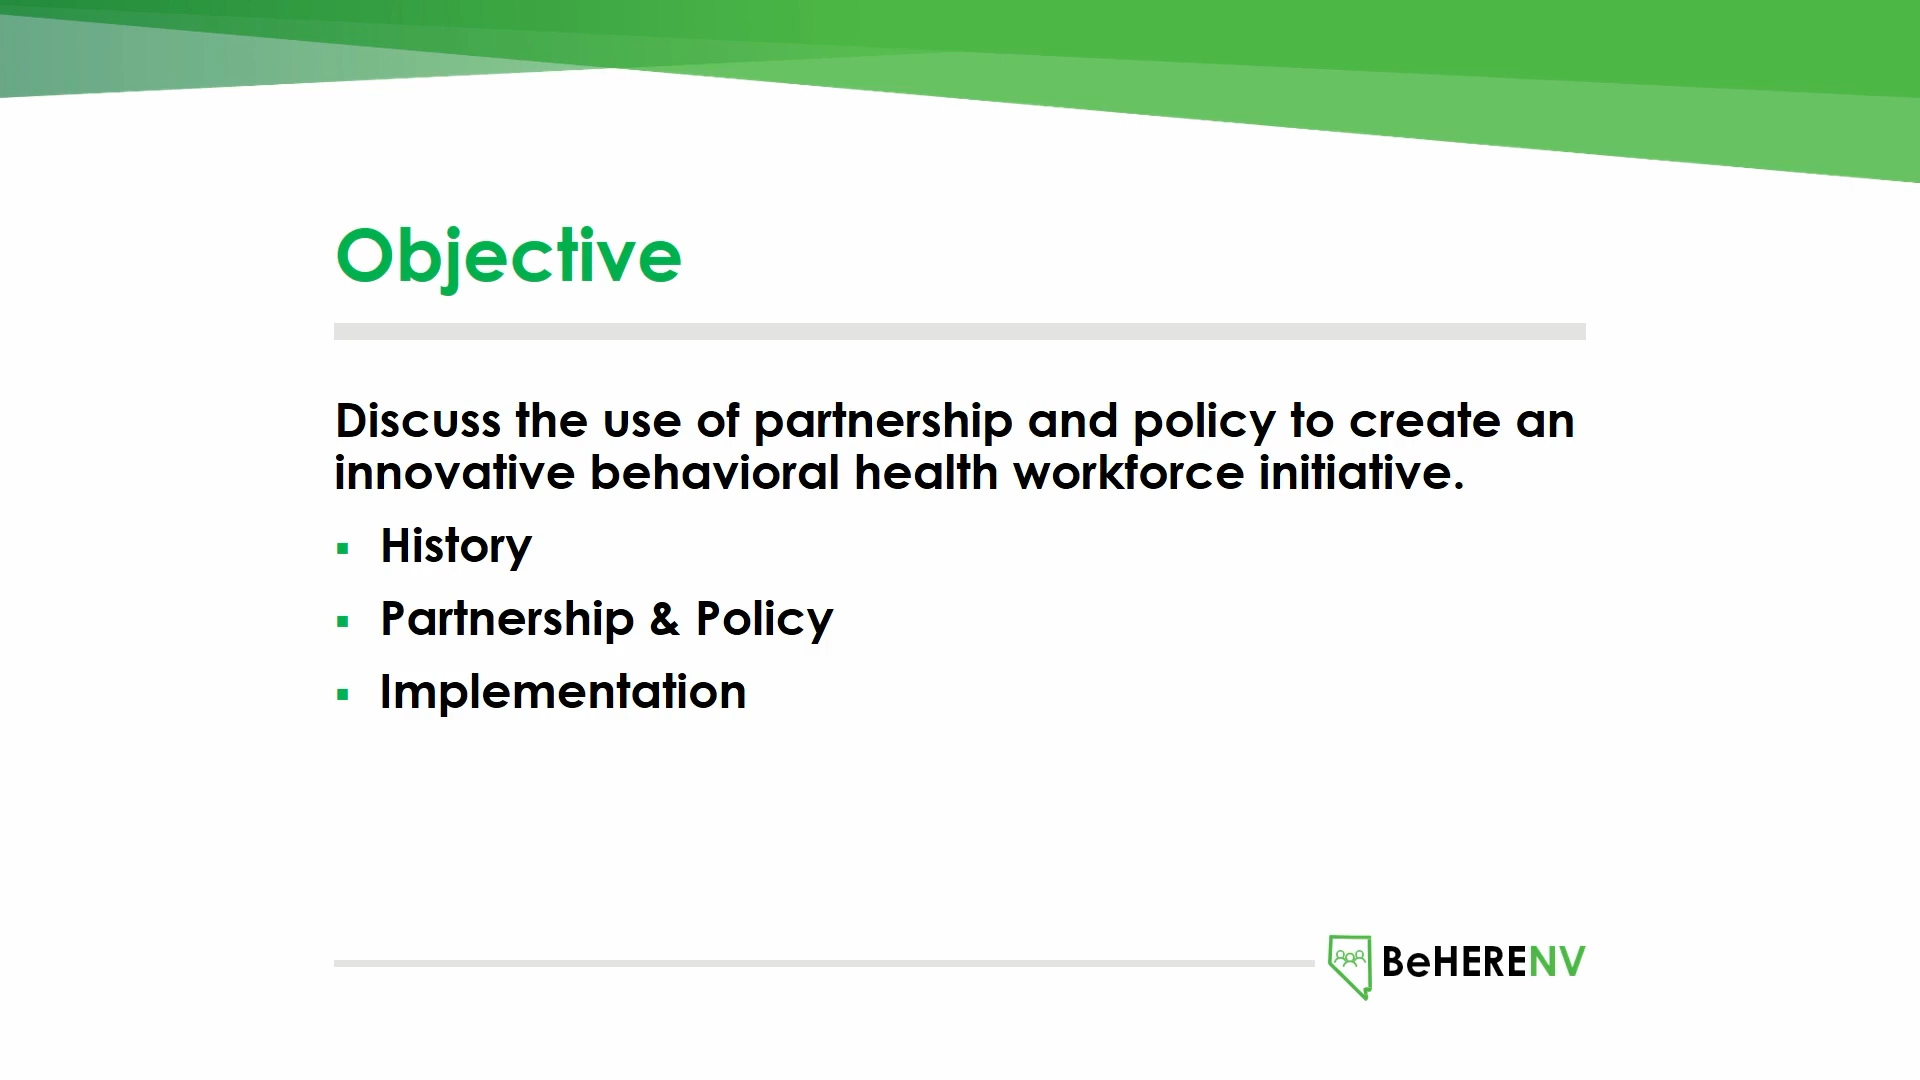 Objective
Discuss the use of partnership and policy to create an
innovative behavioral health workforce initiative.
▪ History
▪ Partnership & Policy
▪ Implementation
BeHERENV